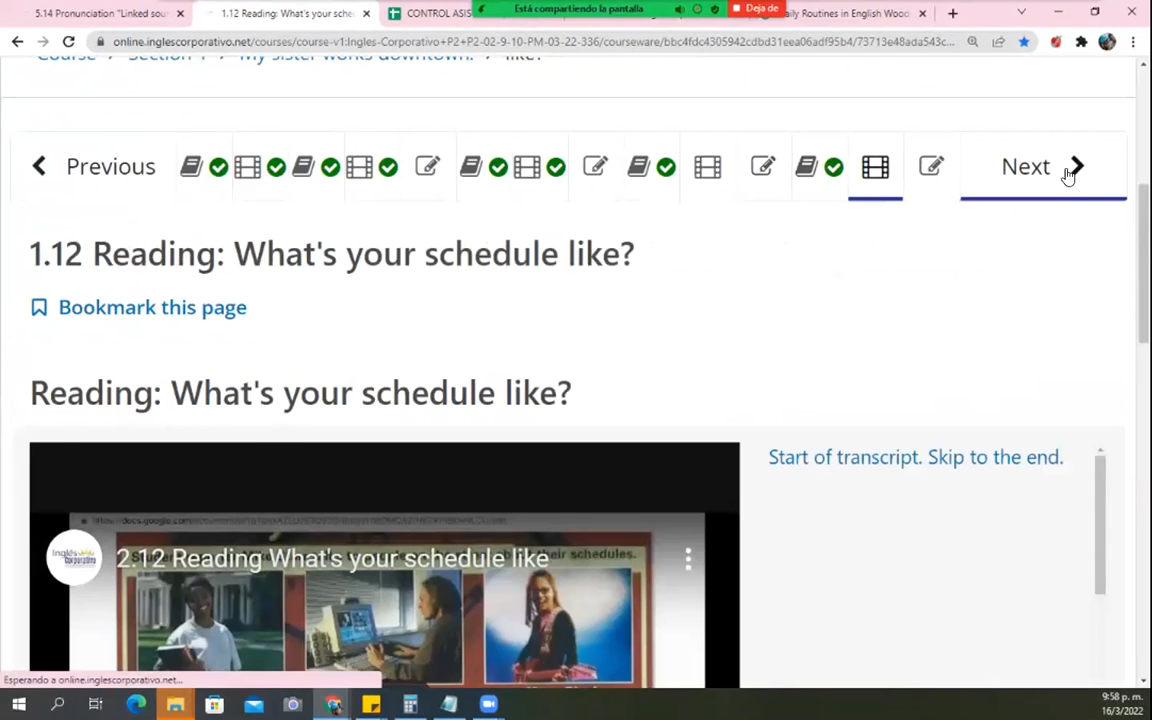 5.14 Pronunciation "Linked sou
1.12 Reading: What's your sche
CONTROL ASIS
Está compartiendo la pantalla
Deja de
ily Routines in English Wood
online.inglescorporativo.net/courses/course-v1:Ingles-Corporativo+P2+P2-02-9-10-PM-03-22-336/courseware/bbc4fdc4305942cdbd31eea06adf95b4/73713e48ada543c...
Course
Section 1
My sister works downtown.
like?
Previous
Next
1.12 Reading: What's your schedule like?
Bookmark this page
Reading: What's your schedule like?
Start of transcript. Skip to the end.
Inglés
Corporativo
2.12 Reading What's your schedule like
their schedules.
Esperando a online.inglescorporativo.net...
9:58 p. m.
16/3/2022